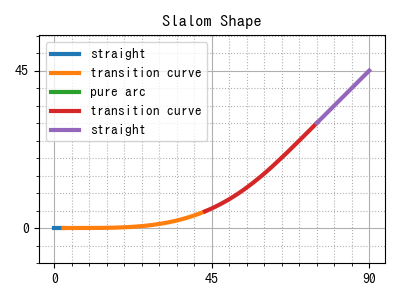 Slalom Shape
straight
transition curve
pure arc
transition curve
straight
45
0
0
45
90